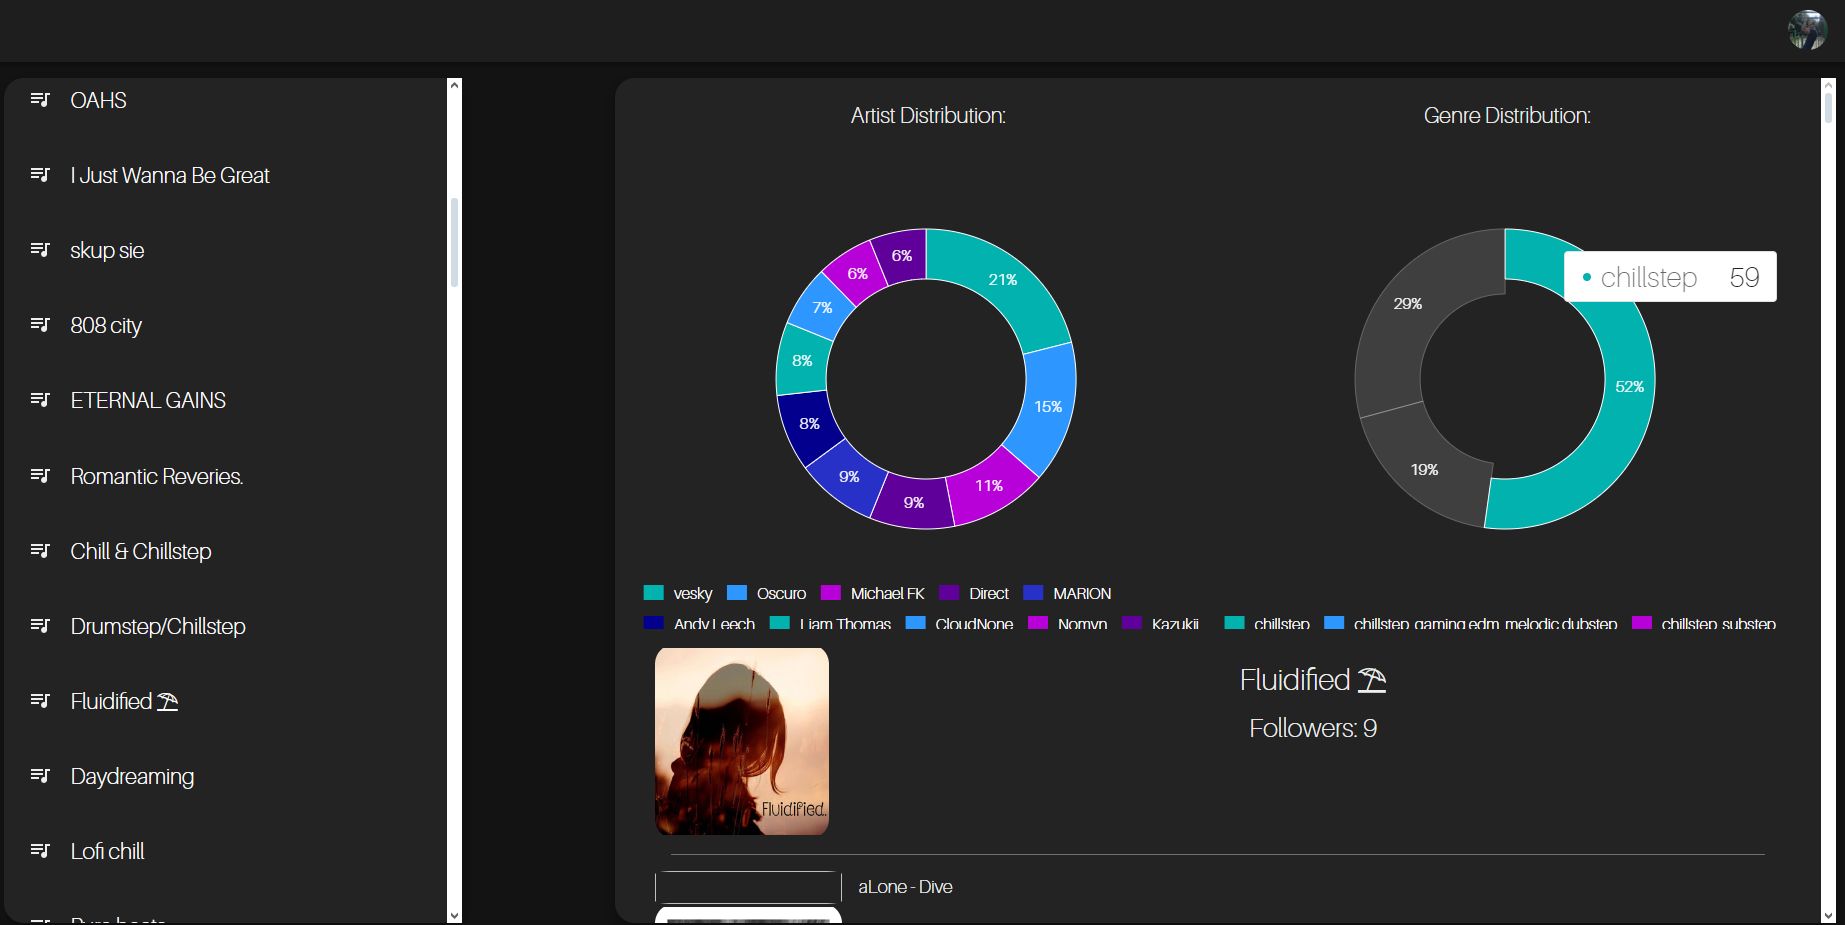 OAHS
I Just Wanna Be Great
skup sie
808 city
ETERNAL GAINS
Romantic Reveries.
Chill & Chillstep
Drumstep/Chillstep
Fluidified ⛱
Daydreaming
Lofi chill
Artist Distribution:
21%
15%
11%
9%
9%
8%
8%
7%
6%
6%
vesky Oscuro Michael FK Direct MARION
Andy Leech Liam Thomas CloudNone Nomyn Kazukii
Genre Distribution:
chillstep 59
52%
19%
29%
chillstep chillstep,gaming edm,melodic dubstep chillstep,substep
Fluidified..
Fluidified ⛱
Followers: 9
aLone - Dive